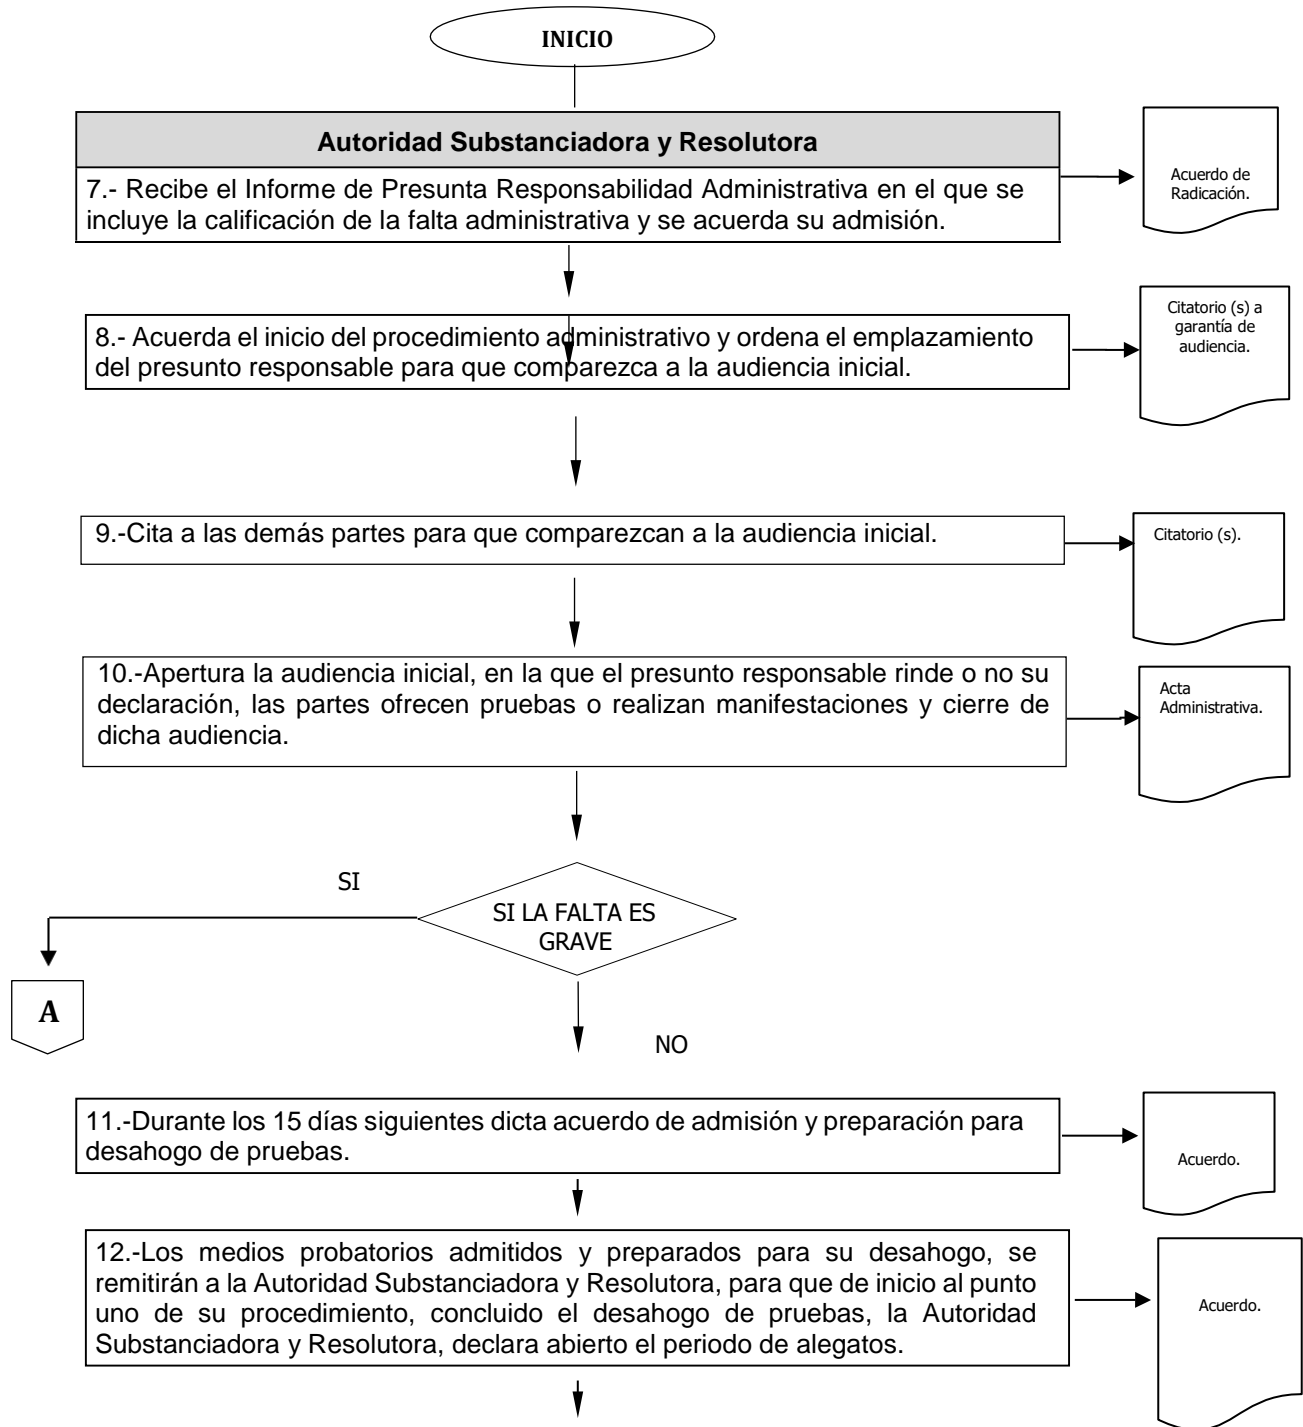 INICIO
Autoridad Substanciadora y Resolutora
7.- Recibe el Informe de Presunta Responsabilidad Administrativa en el que se
incluye la calificación de la falta administrativa y se acuerda su admisión.
Acuerdo de
Radicación.
8.- Acuerda el inicio del procedimiento administrativo y ordena el emplazamiento
del presunto responsable para que comparezca a la audiencia inicial.
Citatorio (s) a
garantía de
audiencia.
9.-Cita a las demás partes para que comparezcan a la audiencia inicial.
Citatorio (s).
10.-Apertura la audiencia inicial, en la que el presunto responsable rinde o no su
declaración, las partes ofrecen pruebas o realizan manifestaciones y cierre de
dicha audiencia.
Acta
Administrativa.
SI
SI LA FALTA ES
GRAVE
A
NO
11.-Durante los 15 días siguientes dicta acuerdo de admisión y preparación para
desahogo de pruebas.
Acuerdo.
12.-Los medios probatorios admitidos y preparados para su desahogo, se
remitirán a la Autoridad Substanciadora y Resolutora, para que de inicio al punto
uno de su procedimiento, concluido el desahogo de pruebas, la Autoridad
Substanciadora y Resolutora, declara abierto el periodo de alegatos.
Acuerdo.